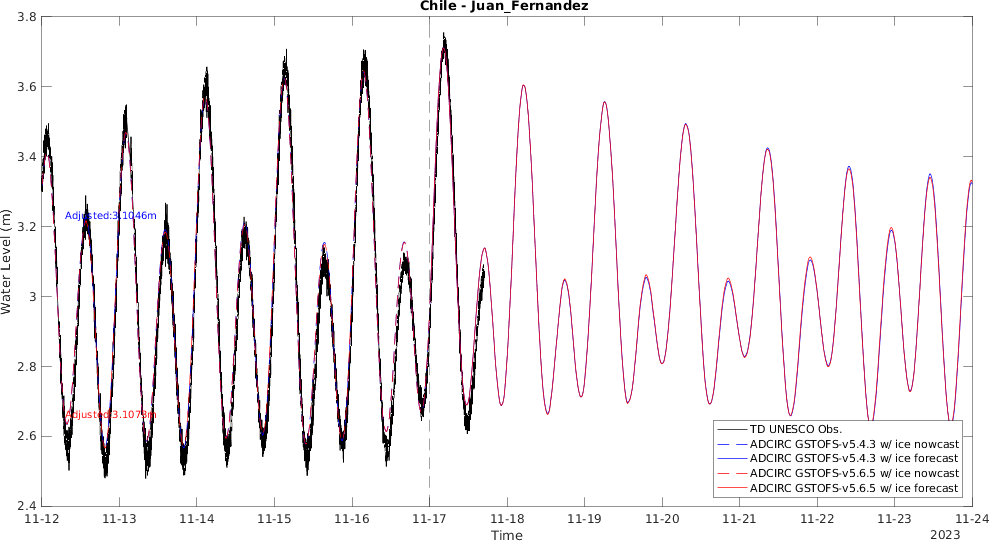 Chile - Juan_Fernandez
3.8
3.6
3.4
3.2
3
2.8
2.6
2.4
Water Level (m)
Adjusted:3.1046m
Adjusted:3.1073m
TD UNESCO Obs.
ADCIRC GSTOFS-v5.4.3 w/ ice nowcast
ADCIRC GSTOFS-v5.4.3 w/ ice forecast
ADCIRC GSTOFS-v5.6.5 w/ ice nowcast
ADCIRC GSTOFS-v5.6.5 w/ ice forecast
11-12 11-13 11-14 11-15 11-16 11-17 11-18 11-19 11-20 11-21 11-22 11-23 11-24
Time
2023